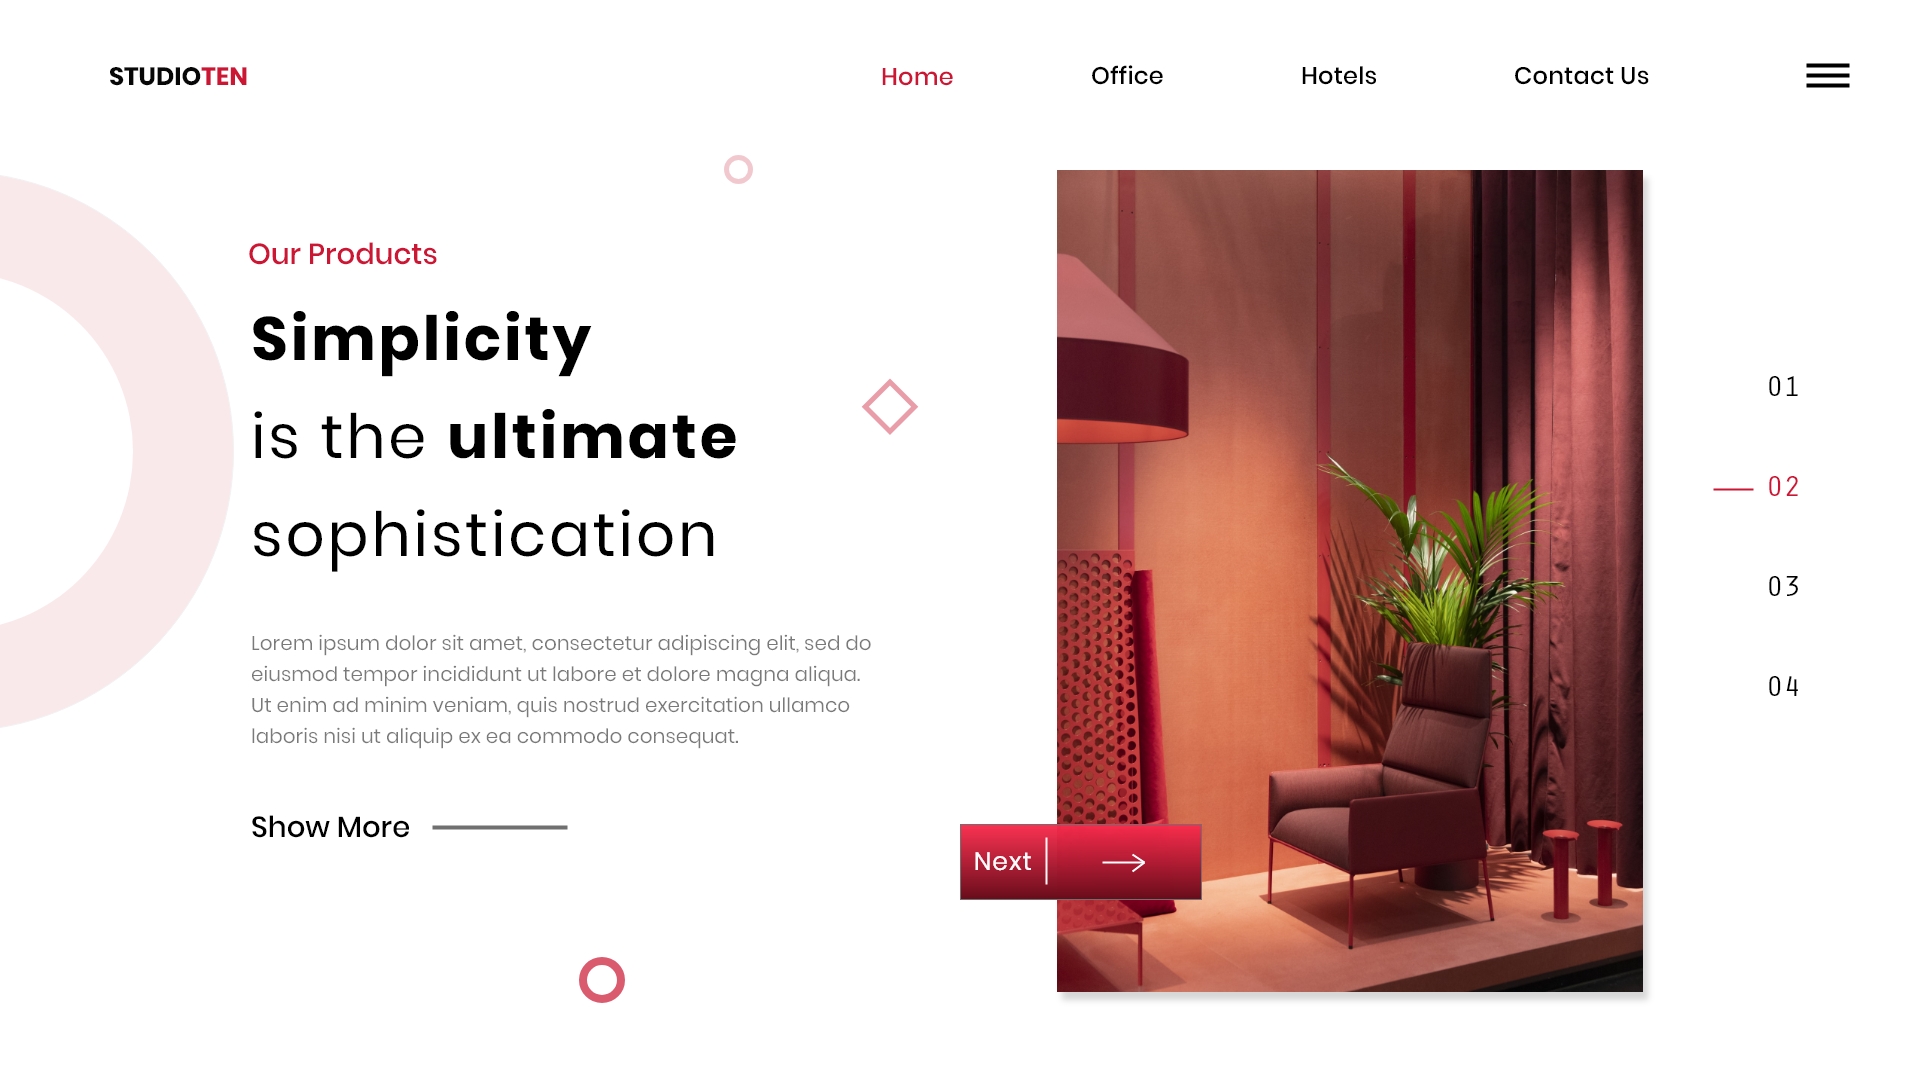 STUDIOTEN
Home
Office
Hotels
Contact Us
Our Products
Simplicity
is the ultimate
sophistication
Lorem ipsum dolor sit amet, consectetur adipiscing elit, sed do
eiusmod tempor incididunt ut labore et dolore magna aliqua.
Ut enim ad minim veniam, quis nostrud exercitation ullamco
laboris nisi ut aliquip ex ea commodo consequat.
Show More
Next
01
02
03
04